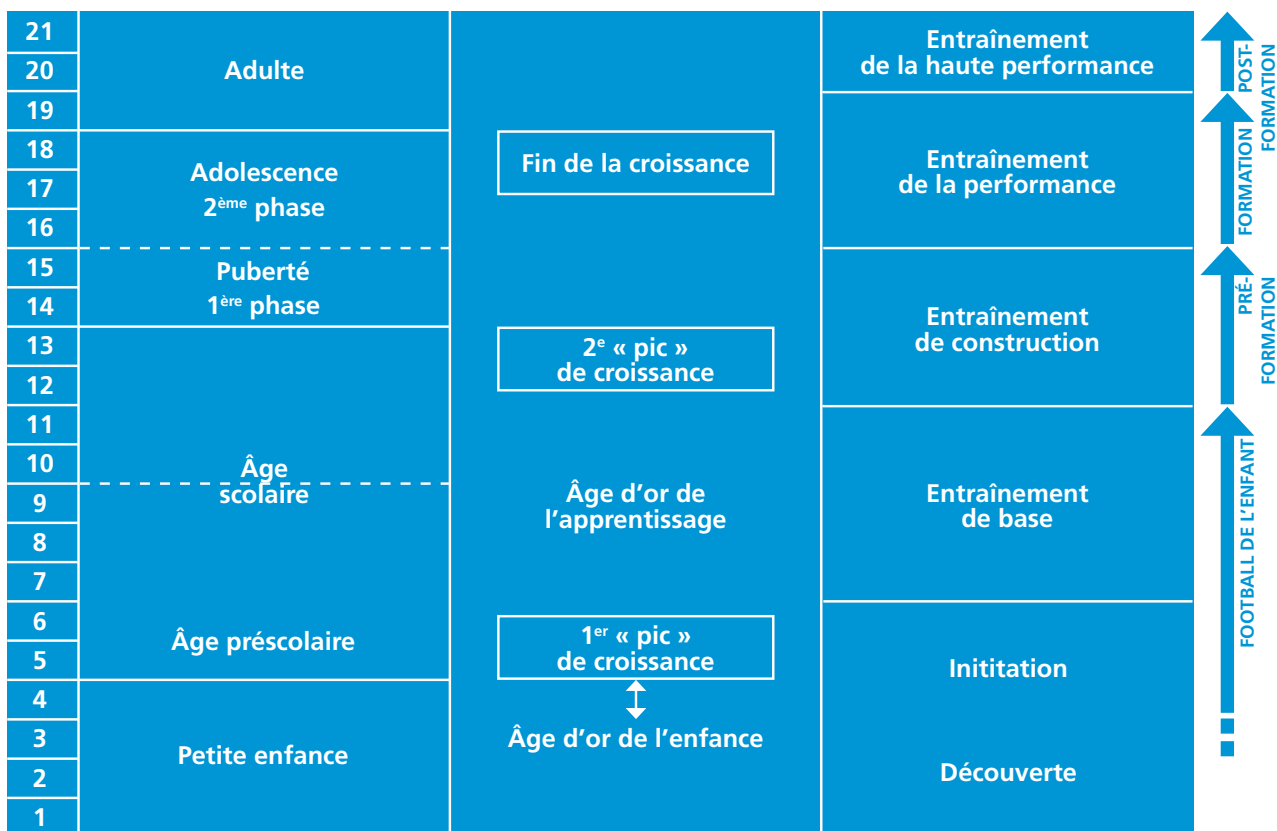 21
20
19
18
17
16
15
14
13
12
11
10
9
8
7
6
5
4
3
2
1
Adulte
Adolescence
2ème phase
Puberté
1ère phase
Âge
scolaire
Âge préscolaire
Petite enfance
Fin de la croissance
2e « pic »
de croissance
Âge d’or de
l’apprentissage
1er « pic »
de croissance
Âge d’or de l’enfance
Entraînement
de la haute performance
Entraînement
de la performance
Entraînement
de construction
Entraînement
de base
Inititation
Découverte
POST-
FORMATION
FORMATION
PRÉ-
FORMATION
FOOTBALL DE L’ENFANT